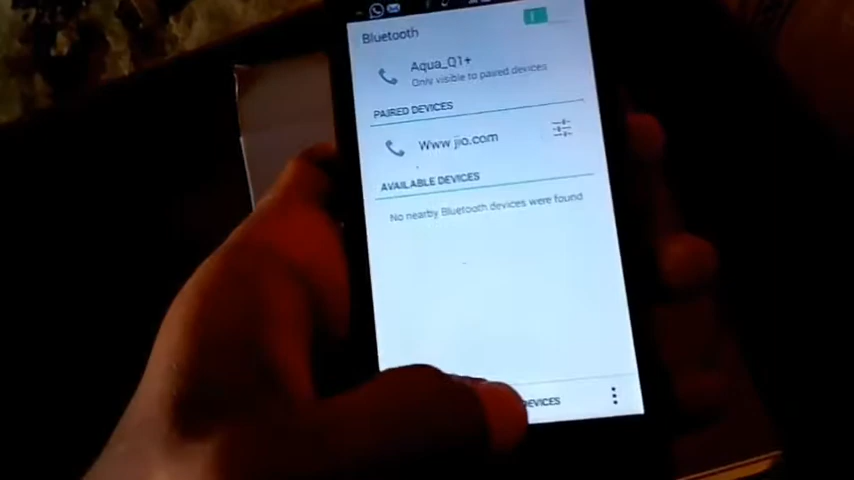 Bluetooth
Aqua_Q1+
Only visible to paired devices
PAIRED DEVICES
Www jio.com
AVAILABLE DEVICES
No nearby Bluetooth devices were found
DEVICES